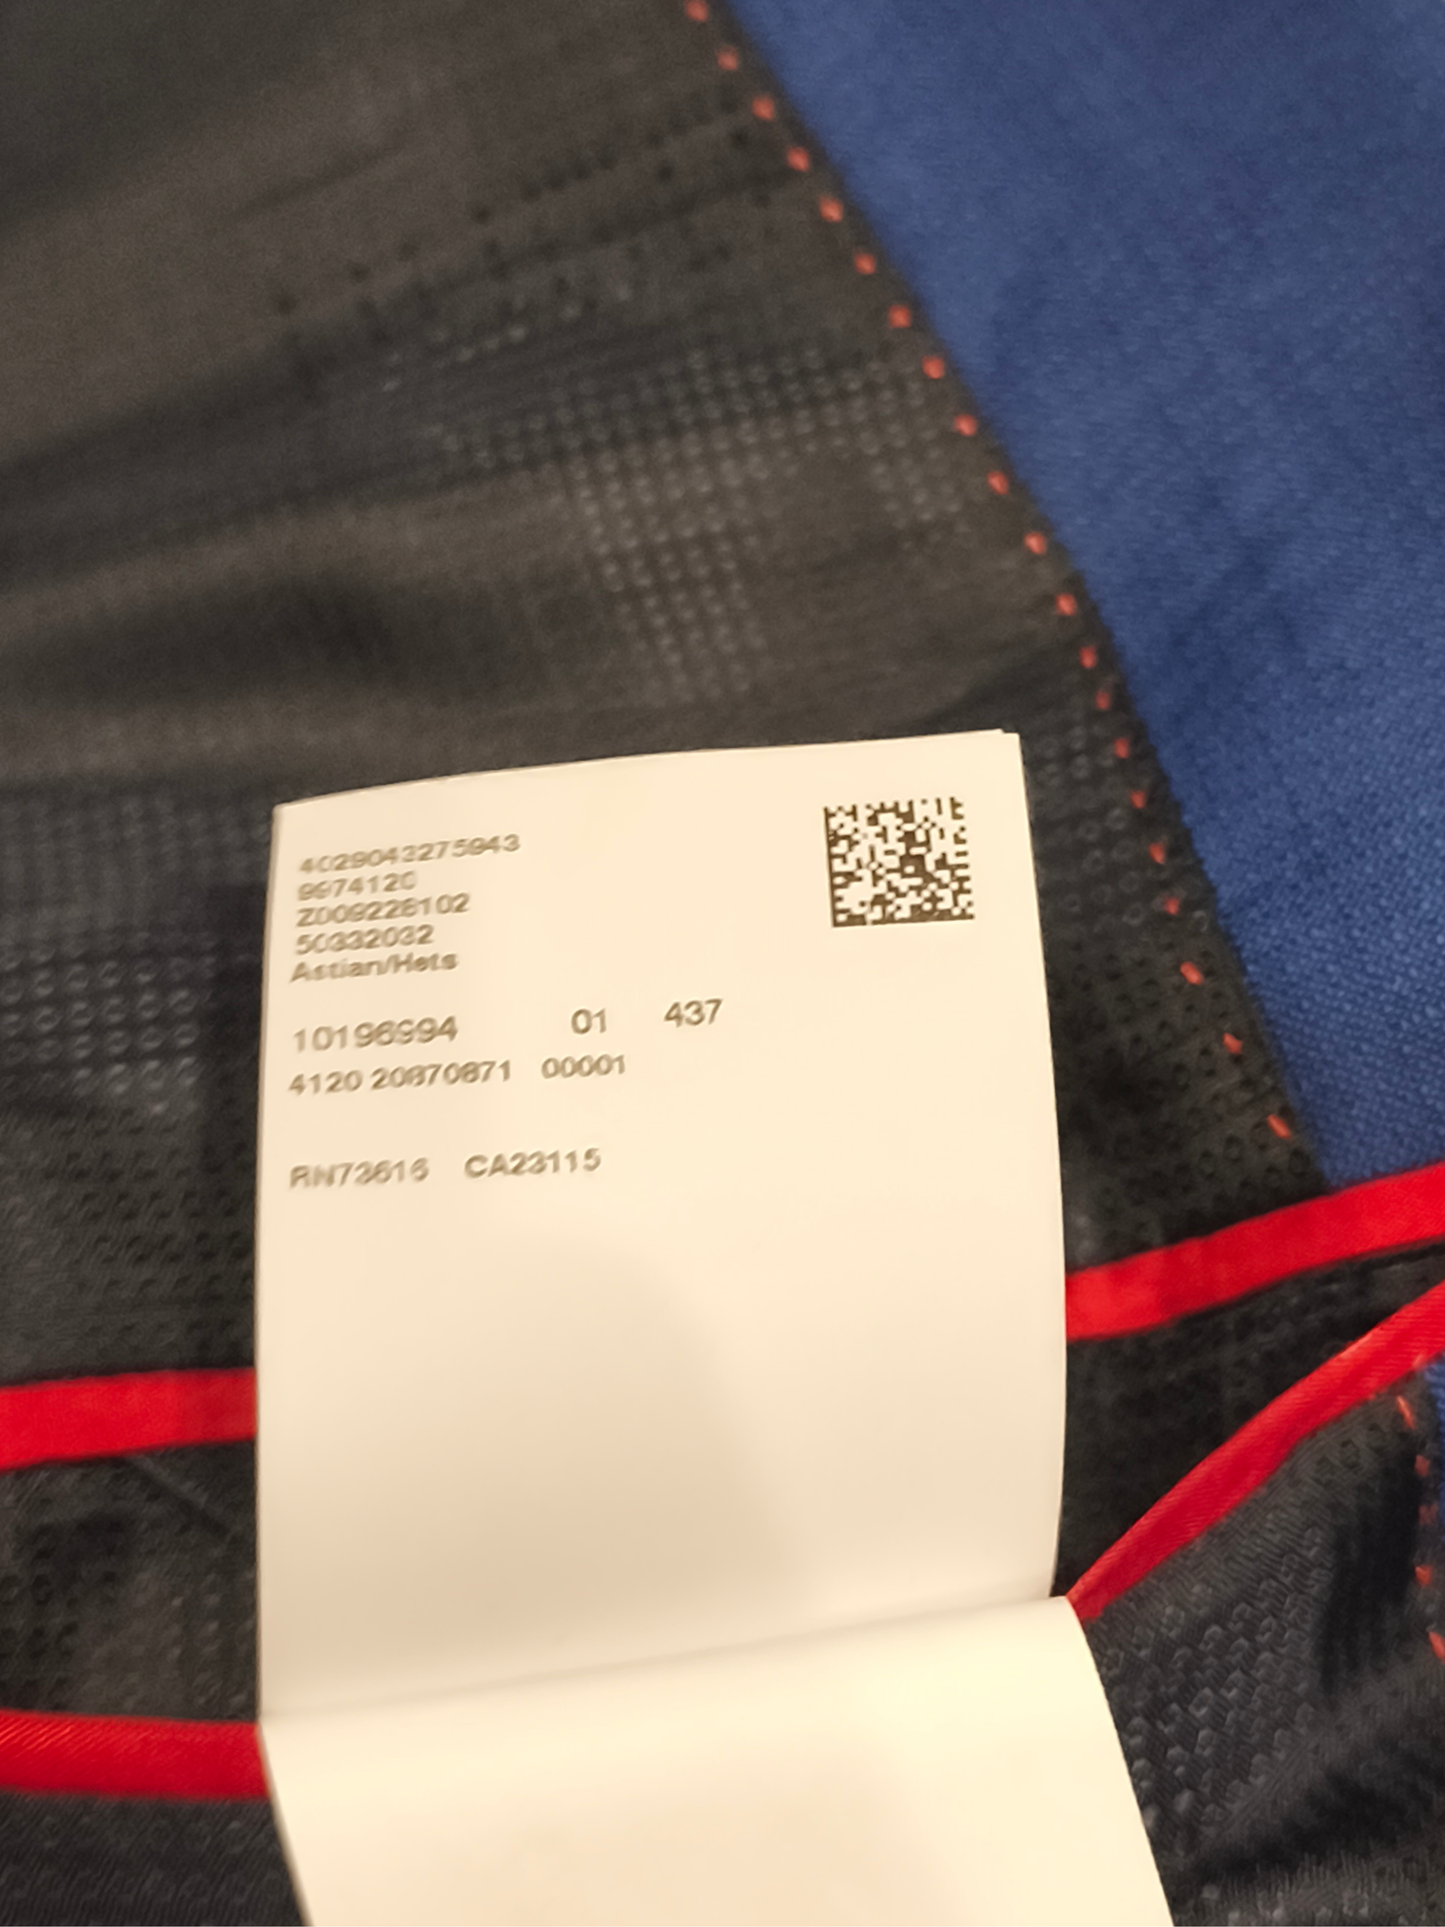 4029043275943
9974120
Z009226102
50332032
Astian/Hets
10196994 01 437
4120 20870871 00001
RN73616 CA23115